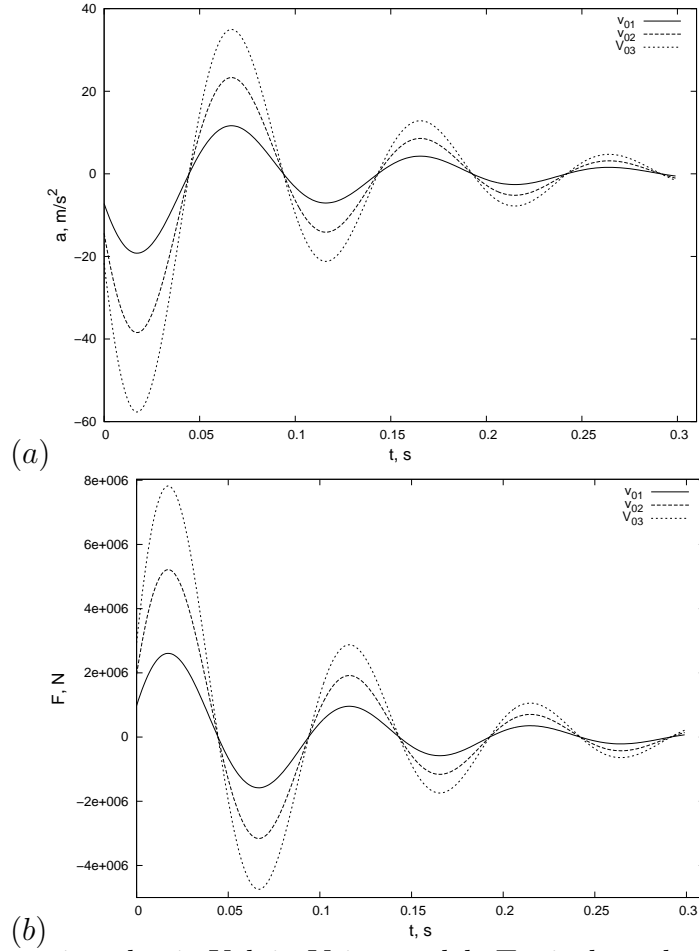 40
20
0
−20
−40
−60
a, m/s²
0
0.05
0.1
0.15
0.2
0.25
0.3
t, s
v₀₁
v₀₂
V₀₃
(a)
8e+006
6e+006
4e+006
2e+006
0
−2e+006
−4e+006
F, N
0
0.05
0.1
0.15
0.2
0.25
0.3
t, s
v₀₁
v₀₂
V₀₃
(b)